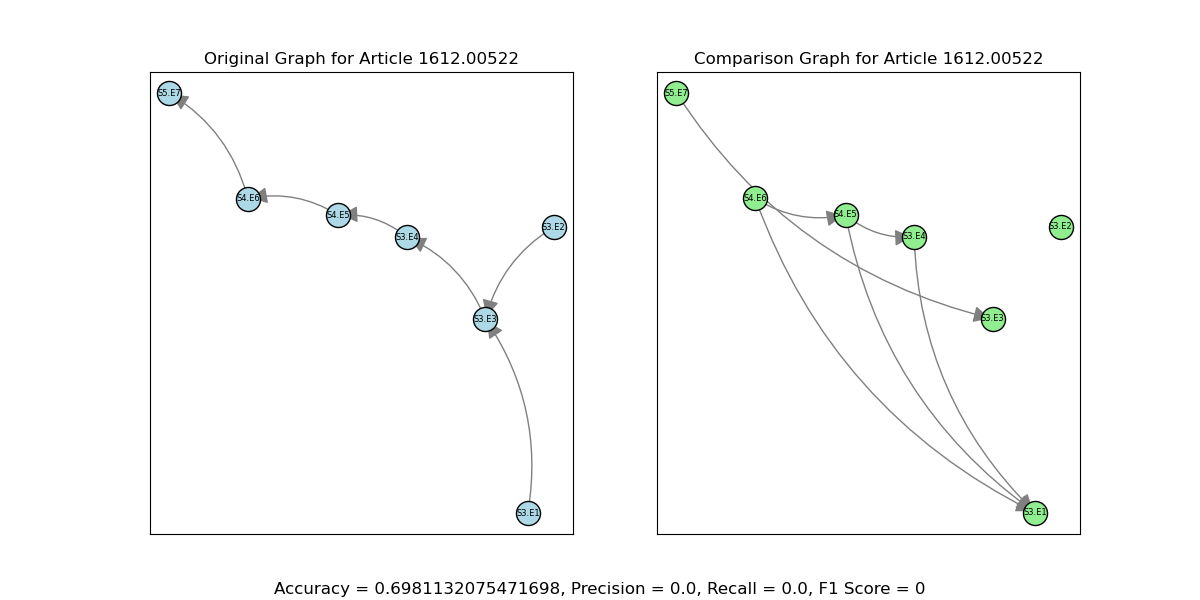 Original Graph for Article 1612.00522
S5.E7
S4.E6
S4.E5
S3.E4
S3.E2
S3.E3
S3.E1
Comparison Graph for Article 1612.00522
S5.E7
S4.E6
S4.E5
S3.E4
S3.E2
S3.E3
S3.E1
Accuracy = 0.6981132075471698, Precision = 0.0, Recall = 0.0, F1 Score = 0